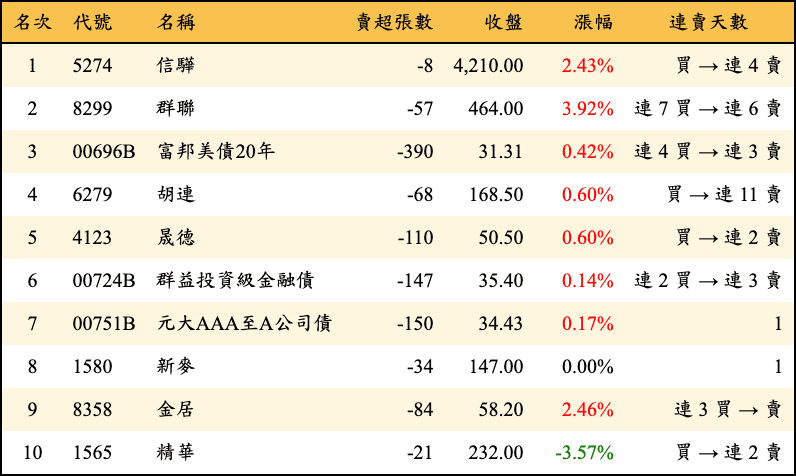 名次 代號 名稱 賣超張數 收盤 漲幅 連賣天數
1 5274 信驊 -8 4,210.00 2.43% 買 → 連 4 賣
2 8299 群聯 -57 464.00 3.92% 連 7 買 → 連 6 賣
3 00696B 富邦美債20年 -390 31.31 0.42% 連 4 買 → 連 3 賣
4 6279 胡連 -68 168.50 0.60% 買 → 連 11 賣
5 4123 晟德 -110 50.50 0.60% 買 → 連 2 賣
6 00724B 群益投資級金融債 -147 35.40 0.14% 連 2 買 → 連 3 賣
7 00751B 元大AAA至A公司債 -150 34.43 0.17% 1
8 1580 新麥 -34 147.00 0.00% 1
9 8358 金居 -84 58.20 2.46% 連 3 買 → 賣
10 1565 精華 -21 232.00 -3.57% 買 → 連 2 賣